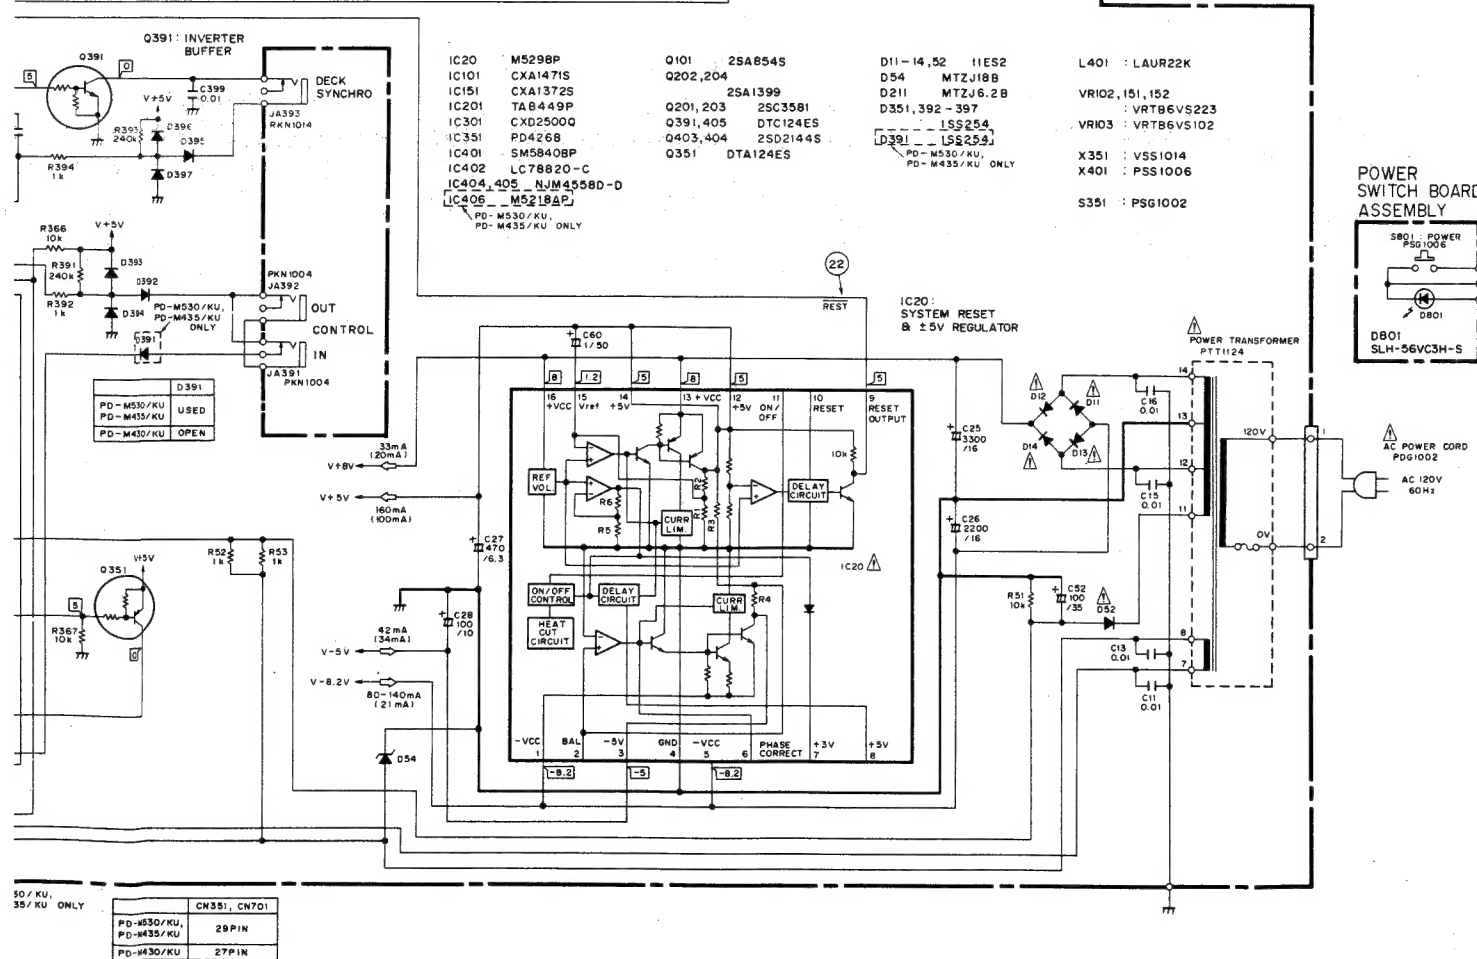 Q391 : INVERTER
BUFFER
Q391
5
0
C399
0.01
V+5V
R393
240k
D396
D395
D397
R394
1k
DECK
SYNCHRO
JA393
RKN1014
IC20 M5298P
IC101 CXA1471S
IC151 CXA1372S
IC201 TA8449P
IC301 CXD2500Q
IC351 PD4268
IC401 SM5840BP
IC402 LC78820-C
IC404,405 NJM4558D-D
IC406 M5218AP
PD-M530/KU,
PD-M435/KU ONLY
Q101 2SA854S
Q202,204
2SA1399
Q201,203 2SC3581
Q391,405 DTC124ES
Q403,404 2SD2144S
Q351 DTA124ES
D11-14,52 11ES2
D54 MTZJ18B
D211 MTZJ6.2B
D351,392-397
1SS254
D391 1SS254
PD-M530/KU,
PD-M435/KU ONLY
L401 : LAUR22K
VR102,151,152
: VRTB6VS223
VR103 : VRTB6VS102
X351 : VSS1014
X401 : PSS1006
S351 : PSG1002
POWER
SWITCH BOARD
ASSEMBLY
S801 : POWER
PSG1006
D801
D801
SLH-56VC3H-S
R366
10k
V+5V
R391
240k
D393
D392
R392
1k
D394
PD-M530/KU,
PD-M435/KU
ONLY
D391
PKN1004
JA392
OUT
CONTROL
IN
JA391
PKN1004
D391
PD-M530/KU
PD-M435/KU
USED
PD-M430/KU OPEN
22
REST
IC20 :
SYSTEM RESET
& ±5V REGULATOR
C60
1/50
8
1.2
5
8
5
5
16
+VCC
15
Vref
14
+5V
13 + VCC
12
+5V
11
ON/
OFF
10
RESET
9
RESET
OUTPUT
REF
VOL.
R6
R5
CURR
LIM.
R2
R1
R3
DELAY
CIRCUIT
10k
IC20
ON/OFF
CONTROL
DELAY
CIRCUIT
HEAT
CUT
CIRCUIT
CURR
LIM.
R4
-VCC
1
BAL
2
-5V
3
GND
4
-VCC
5
6
PHASE
CORRECT
+3V
7
+5V
8
-8.2
-5
-8.2
33mA
(20mA)
V+8V
V+5V
160mA
(100mA)
C27
470
/6.3
C28
100
/10
42mA
(34mA)
V-5V
V-8.2V
80-140mA
(21mA)
D54
R52
1k
R53
1k
V+5V
Q351
5
R367
10k
0
C25
3300
/16
C26
2200
/16
D12
D11
D14
D13
R51
10k
C52
100
/35
D52
C16
0.01
C15
0.01
C13
0.01
C11
0.01
POWER TRANSFORMER
PTT1124
14
13
12
11
8
7
120V
0V
1
2
AC POWER CORD
PDG1002
AC 120V
60Hz
30/KU,
35/KU ONLY
CN351, CN701
PD-M530/KU,
PD-M435/KU
29PIN
PD-M430/KU 27PIN